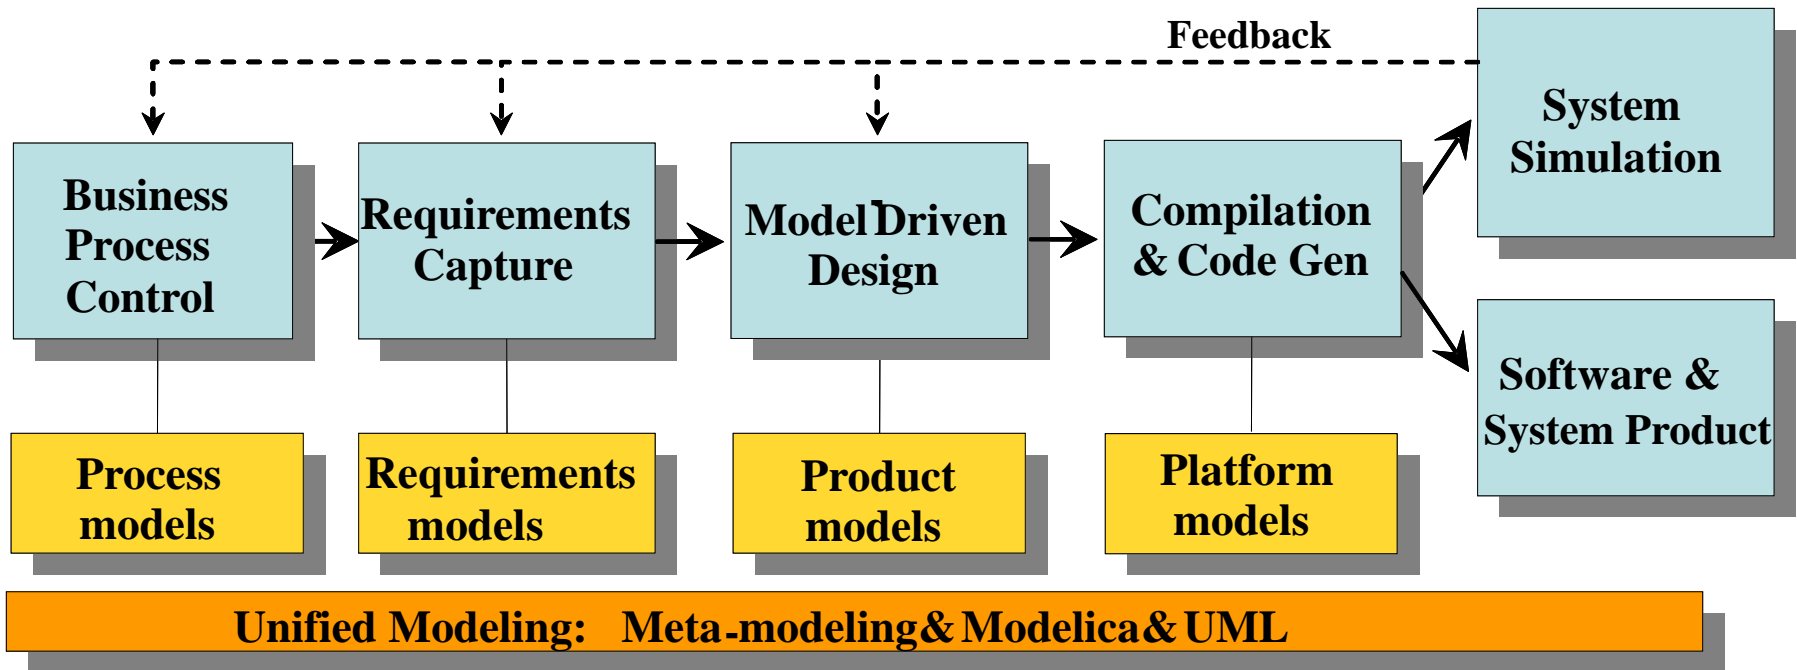 Feedback
System
Simulation
Business
Process
Control
Requirements
Capture
Model-Driven
Design
Compilation
& Code Gen
Software &
System Product
Process
models
Requirements
models
Product
models
Platform
models
Unified Modeling: Meta-modeling& Modelica& UML